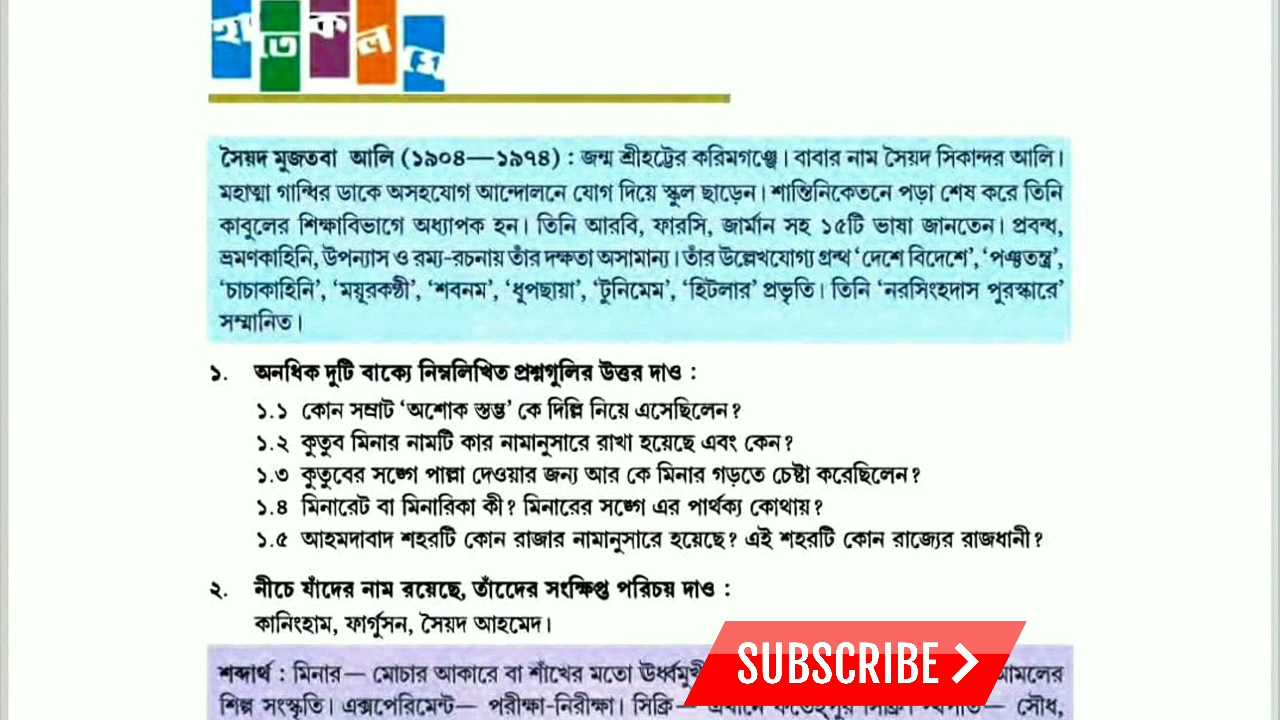 হাতেকলমে
সৈয়দ মুজতবা আলি (১৯০৪—১৯৭৪) : জন্ম শ্রীহট্টের করিমগঞ্জে। বাবার নাম সৈয়দ সিকান্দর আলি।
মহাত্মা গান্ধির ডাকে অসহযোগ আন্দোলনে যোগ দিয়ে স্কুল ছাড়েন। শান্তিনিকেতনে পড়া শেষ করে তিনি
কাবুলের শিক্ষাবিভাগে অধ্যাপক হন। তিনি আরবি, ফারসি, জার্মান সহ ১৫টি ভাষা জানতেন। প্রবন্ধ,
ভ্রমণকাহিনি, উপন্যাস ও রম্য-রচনায় তাঁর দক্ষতা অসামান্য। তাঁর উল্লেখযোগ্য গ্রন্থ ‘দেশে বিদেশে’, ‘পঞ্চতন্ত্র’,
‘চাচাকাহিনি’, ‘ময়ূরকণ্ঠী’, ‘শবনম’, ‘ধূপছায়া’, ‘টুনিমেম’, ‘হিটলার’ প্রভৃতি। তিনি ‘নরসিংহদাস পুরস্কারে’
সম্মানিত।
১. অনধিক দুটি বাক্যে নিম্নলিখিত প্রশ্নগুলির উত্তর দাও :
১.১ কোন সম্রাট ‘অশোক স্তম্ভ’ কে দিল্লি নিয়ে এসেছিলেন?
১.২ কুতুব মিনার নামটি কার নামানুসারে রাখা হয়েছে এবং কেন?
১.৩ কুতুবের সঙ্গে পাল্লা দেওয়ার জন্য আর কে মিনার গড়তে চেষ্টা করেছিলেন?
১.৪ মিনারেট বা মিনারিকা কী? মিনারের সঙ্গে এর পার্থক্য কোথায়?
১.৫ আহমদাবাদ শহরটি কোন রাজার নামানুসারে হয়েছে? এই শহরটি কোন রাজ্যের রাজধানী?
২. নীচে যাঁদের নাম রয়েছে, তাঁদের সংক্ষিপ্ত পরিচয় দাও :
কানিংহাম, ফার্গুসন, সৈয়দ আহমেদ।
SUBSCRIBE
শব্দার্থ : মিনার— মোচার আকারে বা শাঁখের মতো ঊর্ধ্বমুখী আমলের
শিল্প সংস্কৃতি। এক্সপেরিমেন্ট— পরীক্ষা-নিরীক্ষা। সিক্রি— সৌধ,